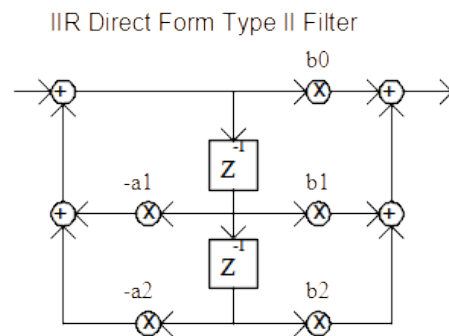 IIR Direct Form Type II Filter
b0
+ X +
-1
Z
-a1 b1
+ X X +
-1
Z
-a2 b2
X X